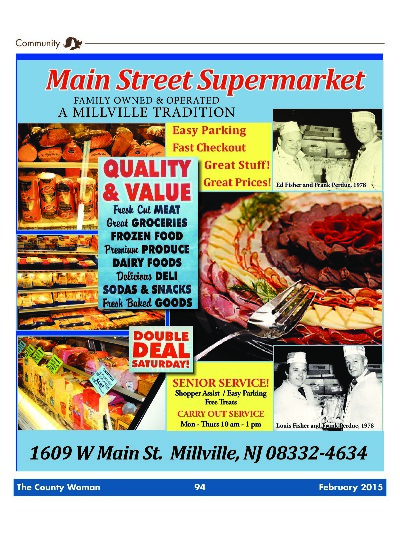 Community
Main Street Supermarket
FAMILY OWNED & OPERATED
A MILLVILLE TRADITION
Easy Parking
Fast Checkout
Great Stuff!
Great Prices!
Ed Fisher and Frank Perdue, 1978
QUALITY
& VALUE
Fresh Cut MEAT
Great GROCERIES
FROZEN FOOD
Premium PRODUCE
DAIRY FOODS
Delicious DELI
SODAS & SNACKS
Fresh Baked GOODS
DOUBLE
DEAL
SATURDAY!
SENIOR SERVICE!
Shopper Assist / Easy Parking
Free Treats
CARRY OUT SERVICE
Mon - Thurs 10 am - 1 pm
Louis Fisher and Frank Perdue, 1978
1609 W Main St. Millville, NJ 08332-4634
The County Woman 94 February 2015